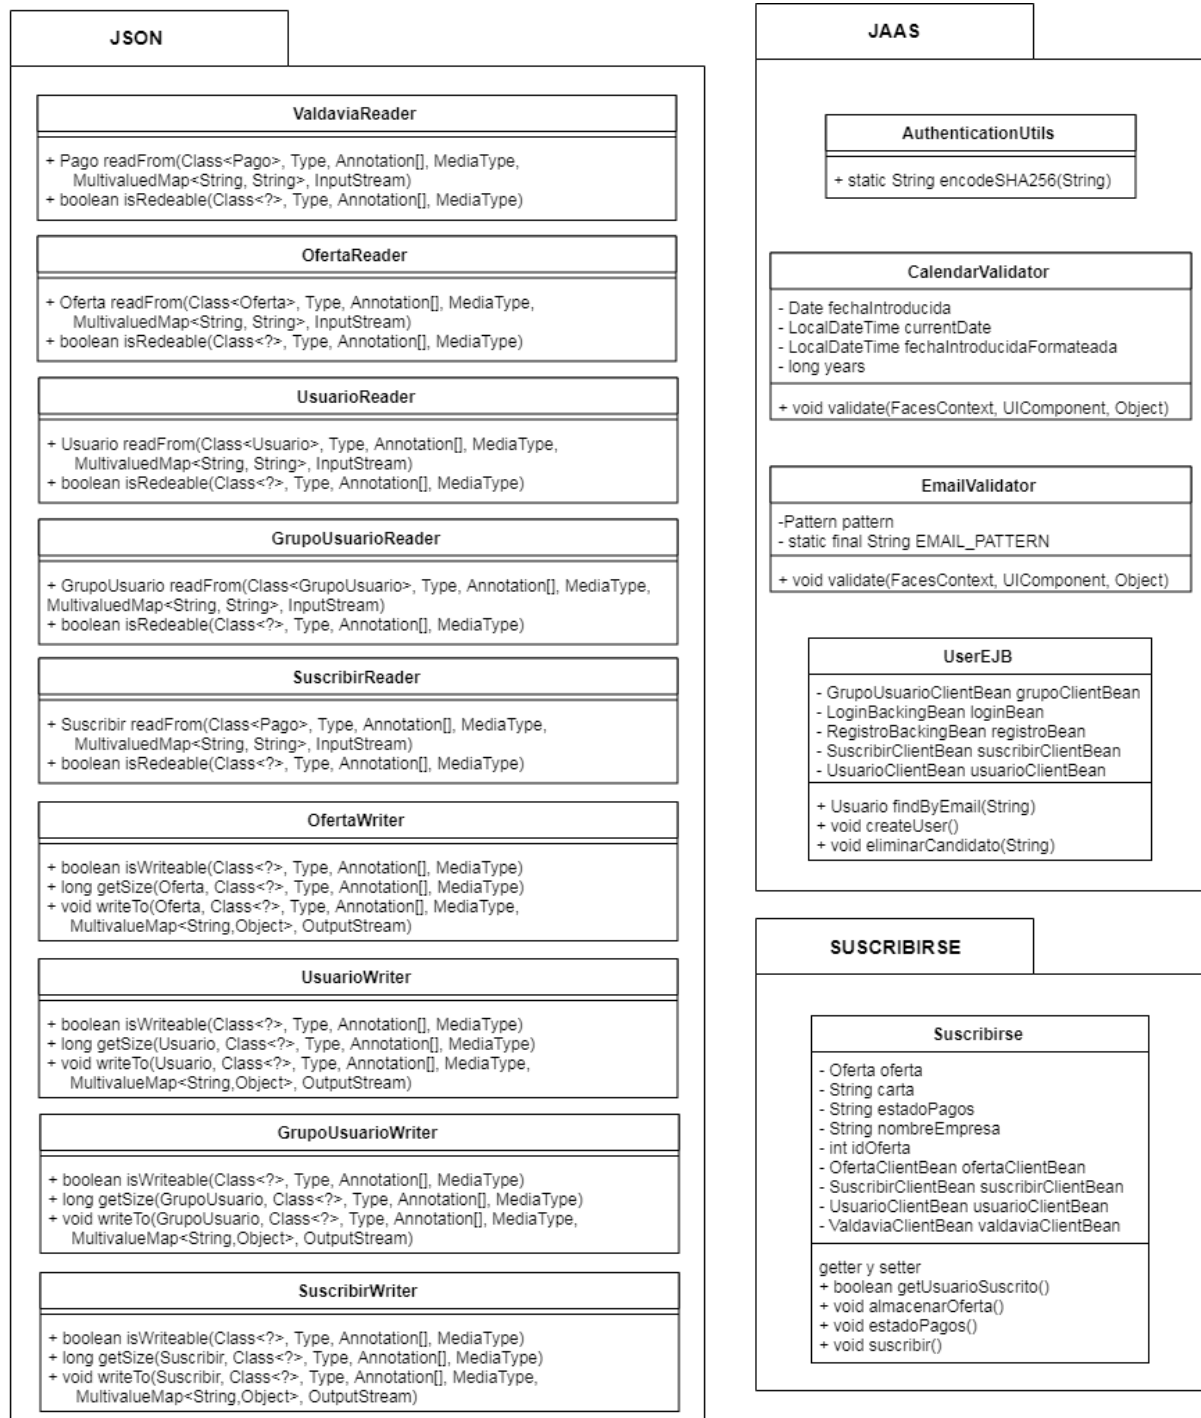 JSON
ValdaviaReader
+ Pago readFrom(Class<Pago>, Type, Annotation[], MediaType,
MultivaluedMap<String, String>, InputStream)
+ boolean isRedeable(Class<?>, Type, Annotation[], MediaType)
OfertaReader
+ Oferta readFrom(Class<Oferta>, Type, Annotation[], MediaType,
MultivaluedMap<String, String>, InputStream)
+ boolean isRedeable(Class<?>, Type, Annotation[], MediaType)
UsuarioReader
+ Usuario readFrom(Class<Usuario>, Type, Annotation[], MediaType,
MultivaluedMap<String, String>, InputStream)
+ boolean isRedeable(Class<?>, Type, Annotation[], MediaType)
GrupoUsuarioReader
+ GrupoUsuario readFrom(Class<GrupoUsuario>, Type, Annotation[], MediaType,
MultivaluedMap<String, String>, InputStream)
+ boolean isRedeable(Class<?>, Type, Annotation[], MediaType)
SuscribirReader
+ Suscribir readFrom(Class<Pago>, Type, Annotation[], MediaType,
MultivaluedMap<String, String>, InputStream)
+ boolean isRedeable(Class<?>, Type, Annotation[], MediaType)
OfertaWriter
+ boolean isWriteable(Class<?>, Type, Annotation[], MediaType)
+ long getSize(Oferta, Class<?>, Type, Annotation[], MediaType)
+ void writeTo(Oferta, Class<?>, Type, Annotation[], MediaType,
MultivalueMap<String,Object>, OutputStream)
UsuarioWriter
+ boolean isWriteable(Class<?>, Type, Annotation[], MediaType)
+ long getSize(Usuario, Class<?>, Type, Annotation[], MediaType)
+ void writeTo(Usuario, Class<?>, Type, Annotation[], MediaType,
MultivalueMap<String,Object>, OutputStream)
GrupoUsuarioWriter
+ boolean isWriteable(Class<?>, Type, Annotation[], MediaType)
+ long getSize(GrupoUsuario, Class<?>, Type, Annotation[], MediaType)
+ void writeTo(GrupoUsuario, Class<?>, Type, Annotation[], MediaType,
MultivalueMap<String,Object>, OutputStream)
SuscribirWriter
+ boolean isWriteable(Class<?>, Type, Annotation[], MediaType)
+ long getSize(Suscribir, Class<?>, Type, Annotation[], MediaType)
+ void writeTo(Suscribir, Class<?>, Type, Annotation[], MediaType,
MultivalueMap<String,Object>, OutputStream)
JAAS
AuthenticationUtils
+ static String encodeSHA256(String)
CalendarValidator
- Date fechaIntroducida
- LocalDateTime currentDate
- LocalDateTime fechaIntroducidaFormateada
- long years
+ void validate(FacesContext, UIComponent, Object)
EmailValidator
-Pattern pattern
- static final String EMAIL_PATTERN
+ void validate(FacesContext, UIComponent, Object)
UserEJB
- GrupoUsuarioClientBean grupoClientBean
- LoginBackingBean loginBean
- RegistroBackingBean registroBean
- SuscribirClientBean suscribirClientBean
- UsuarioClientBean usuarioClientBean
+ Usuario findByEmail(String)
+ void createUser()
+ void eliminarCandidato(String)
SUSCRIBIRSE
Suscribirse
- Oferta oferta
- String carta
- String estadoPagos
- String nombreEmpresa
- int idOferta
- OfertaClientBean ofertaClientBean
- SuscribirClientBean suscribirClientBean
- UsuarioClientBean usuarioClientBean
- ValdaviaClientBean valdaviaClientBean
getter y setter
+ boolean getUsuarioSuscrito()
+ void almacenarOferta()
+ void estadoPagos()
+ void suscribir()